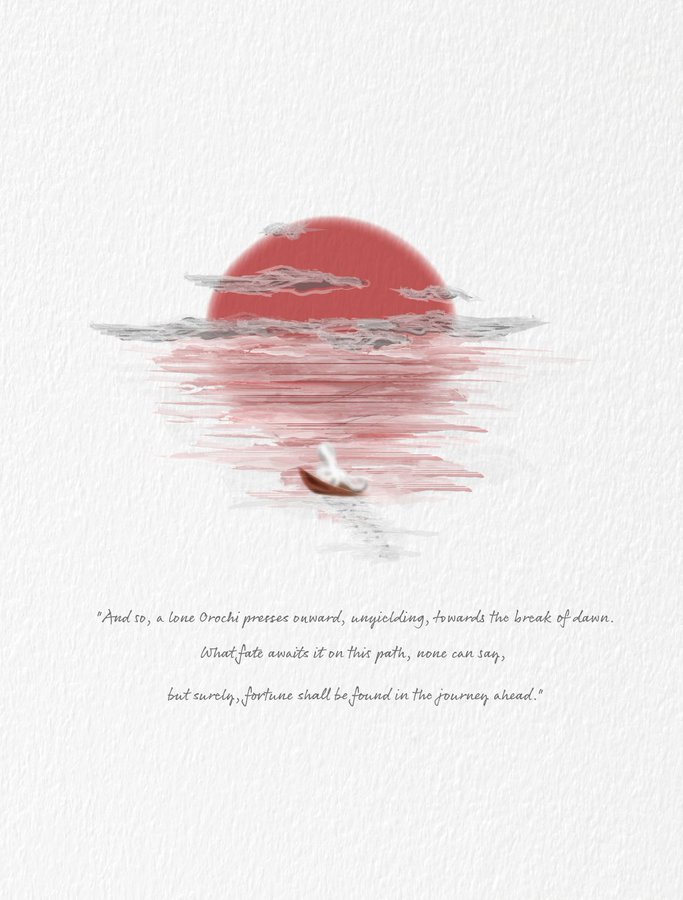 "And so, a lone Orochi presses onward, unyielding, towards the break of dawn.
What fate awaits it on this path, none can say,
but surely, fortune shall be found in the journey ahead."